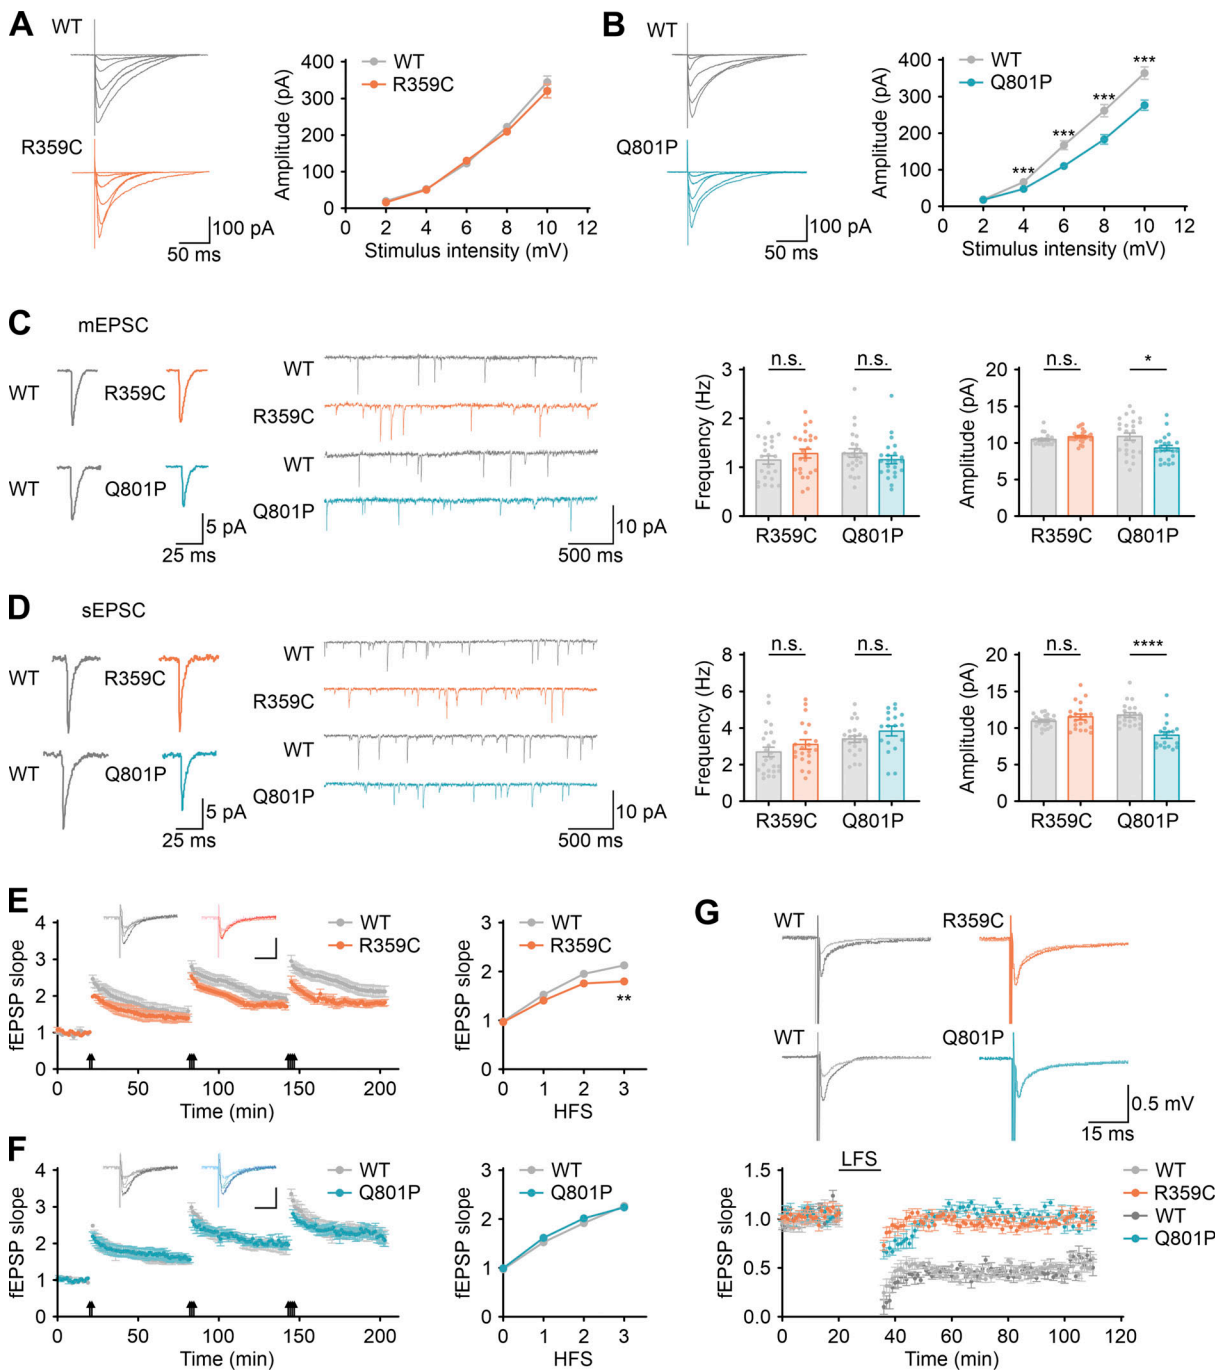 A
WT
R359C
100 pA
50 ms
WT
R359C
Amplitude (pA)
400
300
200
100
0
0 2 4 6 8 10 12
Stimulus intensity (mV)
B
WT
Q801P
100 pA
50 ms
WT
Q801P
Amplitude (pA)
400
300
200
100
0
*** *** *** ***
0 2 4 6 8 10 12
Stimulus intensity (mV)
C
mEPSC
WT
R359C
WT
Q801P
5 pA
25 ms
WT
R359C
WT
Q801P
10 pA
500 ms
Frequency (Hz)
3
2
1
0
n.s. n.s.
R359C Q801P
Amplitude (pA)
20
15
10
5
0
n.s. *
R359C Q801P
D
sEPSC
WT
R359C
WT
Q801P
5 pA
25 ms
WT
R359C
WT
Q801P
10 pA
500 ms
Frequency (Hz)
8
6
4
2
0
n.s. n.s.
R359C Q801P
Amplitude (pA)
20
15
10
5
0
n.s. ****
R359C Q801P
E
WT
R359C
fEPSP slope
4
3
2
1
0
0 50 100 150 200
Time (min)
WT
R359C
fEPSP slope
3
2
1
0
**
0 1 2 3
HFS
F
WT
Q801P
fEPSP slope
4
3
2
1
0
0 50 100 150 200
Time (min)
WT
Q801P
fEPSP slope
3
2
1
0
0 1 2 3
HFS
G
WT
R359C
WT
Q801P
0.5 mV
15 ms
LFS
WT
R359C
WT
Q801P
fEPSP slope
1.5
1.0
0.5
0.0
0 20 40 60 80 100 120
Time (min)